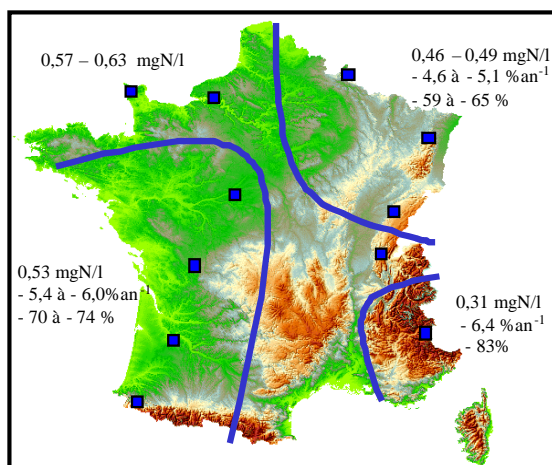 0,57 – 0,63 mgN/l
0,46 – 0,49 mgN/l
- 4,6 à - 5,1 %an⁻¹
- 59 à - 65 %
0,53 mgN/l
- 5,4 à - 6,0%an⁻¹
- 70 à - 74 %
0,31 mgN/l
- 6,4 %an⁻¹
- 83%